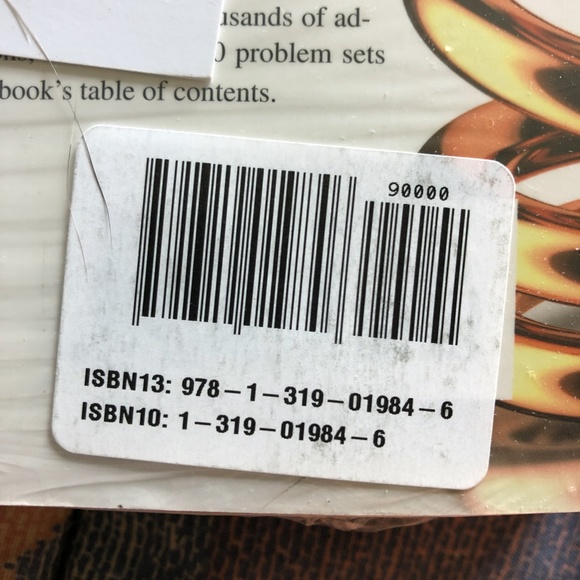 usands of ad-
0 problem sets
book's table of contents.
90000
ISBN13: 978-1-319-01984-6
ISBN10: 1-319-01984-6